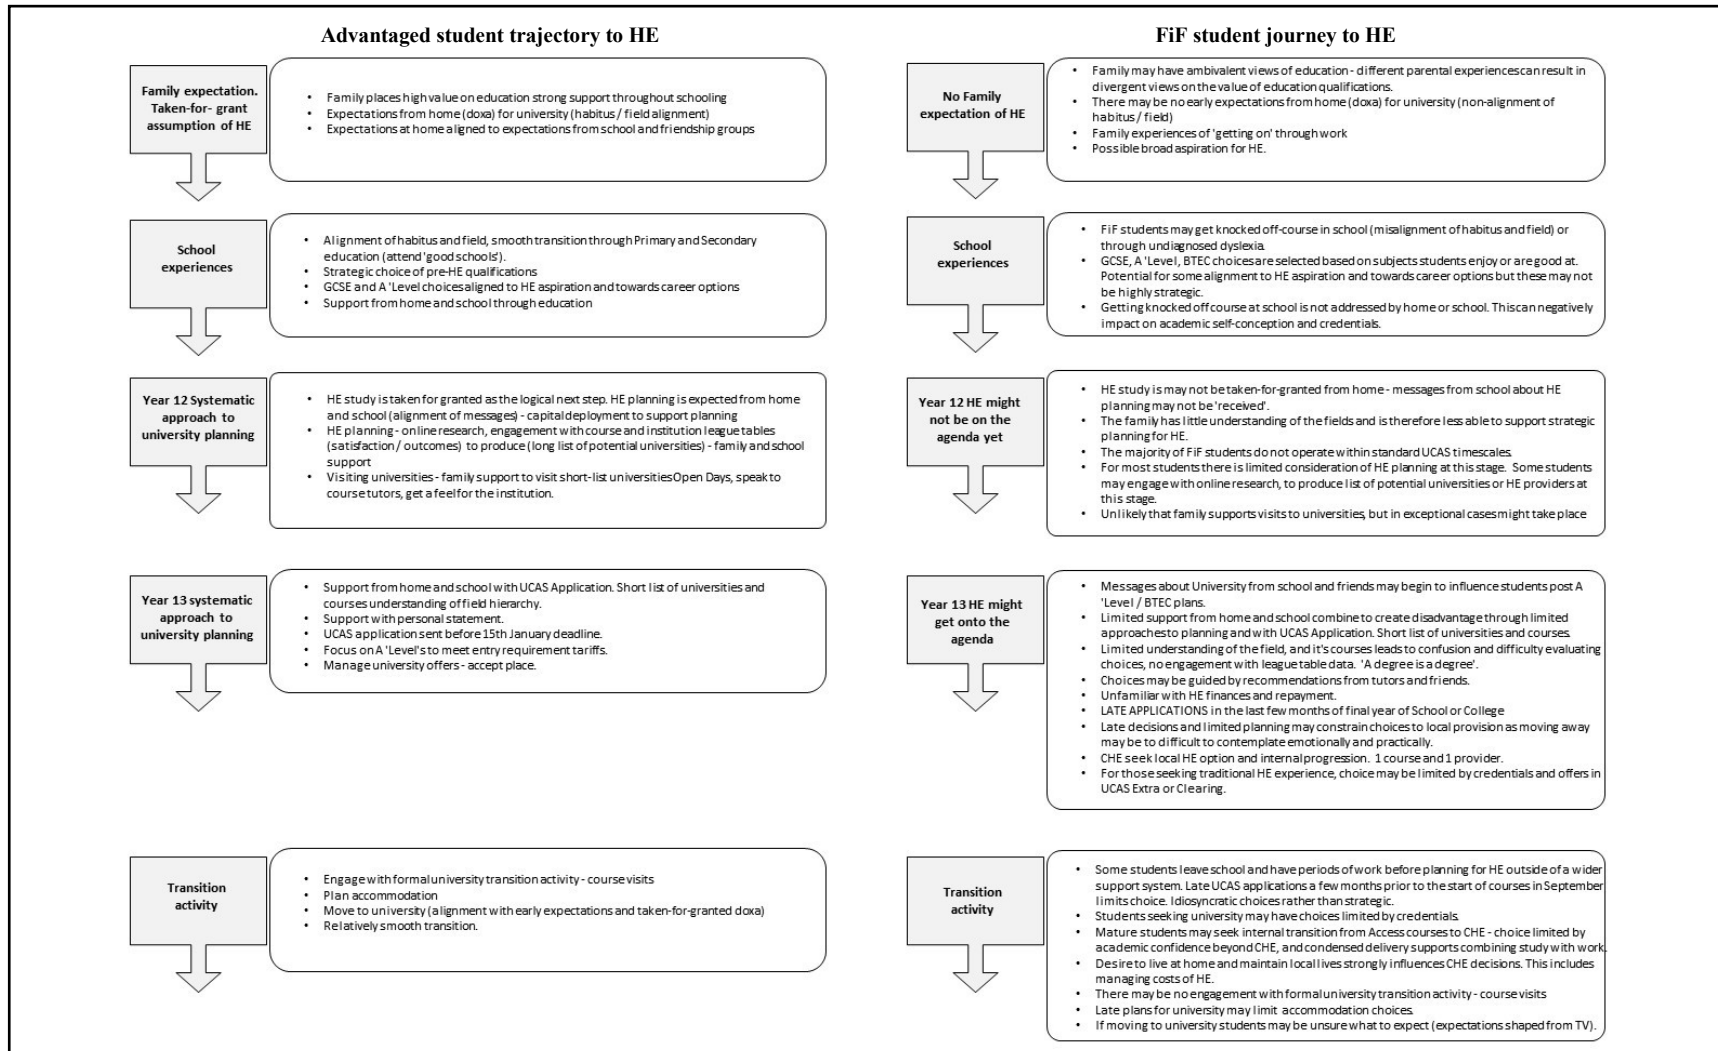 Advantaged student trajectory to HE
Family expectation.
Taken-for- grant
assumption of HE
• Family places high value on education strong support throughout schooling
• Expectations from home (doxa) for university (habitus / field alignment)
• Expectations at home aligned to expectations from school and friendship groups
School
experiences
• Alignment of habitus and field, smooth transition through Primary and Secondary
education (attend 'good schools').
• Strategic choice of pre-HE qualifications
• GCSE and A 'Level choices aligned to HE aspiration and towards career options
• Support from home and school through education
Year 12 Systematic
approach to
university planning
• HE study is taken for granted as the logical next step. HE planning is expected from home
and school (alignment of messages) - capital deployment to support planning
• HE planning - online research, engagement with course and institution league tables
(satisfaction / outcomes) to produce (long list of potential universities) - family and school
support
• Visiting universities - family support to visit short-list universities Open Days, speak to
course tutors, get a feel for the institution.
Year 13 systematic
approach to
university planning
• Support from home and school with UCAS Application. Short list of universities and
courses understanding of field hierarchy.
• Support with personal statement.
• UCAS application sent before 15th January deadline.
• Focus on A 'Level's to meet entry requirement tariffs.
• Manage university offers - accept place.
Transition
activity
• Engage with formal university transition activity - course visits
• Plan accommodation
• Move to university (alignment with early expectations and taken-for-granted doxa)
• Relatively smooth transition.
FiF student journey to HE
No Family
expectation of HE
• Family may have ambivalent views of education - different parental experiences can result in
divergent views on the value of education qualifications.
• There may be no early expectations from home (doxa) for university (non-alignment of
habitus / field)
• Family experiences of 'getting on' through work
• Possible broad aspiration for HE.
School
experiences
• FiF students may get knocked off-course in school (misalignment of habitus and field) or
through undiagnosed dyslexia.
• GCSE, A 'Level, BTEC choices are selected based on subjects students enjoy or are good at.
Potential for some alignment to HE aspiration and towards career options but these may not
be highly strategic.
• Getting knocked off course at school is not addressed by home or school. This can negatively
impact on academic self-conception and credentials.
Year 12 HE might
not be on the
agenda yet
• HE study is may not be taken-for-granted from home - messages from school about HE
planning may not be 'received'.
• The family has little understanding of the fields and is therefore less able to support strategic
planning for HE.
• The majority of FiF students do not operate within standard UCAS timescales.
• For most students there is limited consideration of HE planning at this stage. Some students
may engage with online research, to produce list of potential universities or HE providers at
this stage.
• Unlikely that family supports visits to universities, but in exceptional cases might take place
Year 13 HE might
get onto the
agenda
• Messages about University from school and friends may begin to influence students post A
'Level / BTEC plans.
• Limited support from home and school combine to create disadvantage through limited
approaches to planning and with UCAS Application. Short list of universities and courses.
• Limited understanding of the field, and it's courses leads to confusion and difficulty evaluating
choices, no engagement with league table data. 'A degree is a degree'.
• Choices may be guided by recommendations from tutors and friends.
• Unfamiliar with HE finances and repayment.
• LATE APPLICATIONS in the last few months of final year of School or College
• Late decisions and limited planning may constrain choices to local provision as moving away
may be to difficult to contemplate emotionally and practically.
• CHE seek local HE option and internal progression. 1 course and 1 provider.
• For those seeking traditional HE experience, choice may be limited by credentials and offers in
UCAS Extra or Clearing.
Transition
activity
• Some students leave school and have periods of work before planning for HE outside of a wider
support system. Late UCAS applications a few months prior to the start of courses in September
limits choice. Idiosyncratic choices rather than strategic.
• Students seeking university may have choices limited by credentials.
• Mature students may seek internal transition from Access courses to CHE - choice limited by
academic confidence beyond CHE, and condensed delivery supports combining study with work.
• Desire to live at home and maintain local lives strongly influences CHE decisions. This includes
managing costs of HE.
• There may be no engagement with formal university transition activity - course visits
• Late plans for university may limit accommodation choices.
• If moving to university students may be unsure what to expect (expectations shaped from TV).